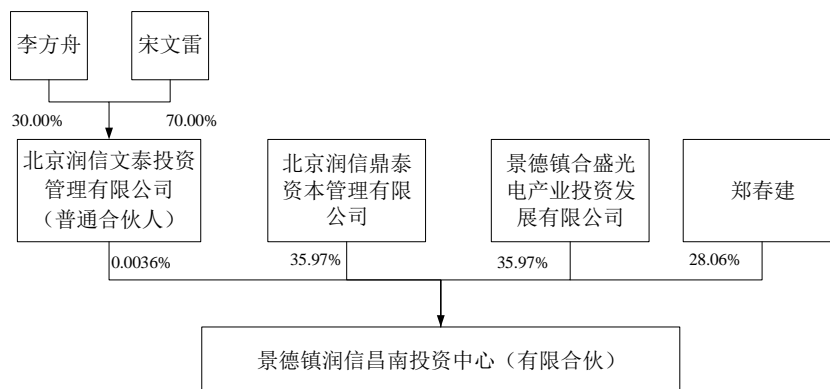 李方舟
宋文雷
30.00%
70.00%
北京润信文泰投资
管理有限公司
（普通合伙人）
北京润信鼎泰
资本管理有限
公司
景德镇合盛光
电产业投资发
展有限公司
郑春建
0.0036%
35.97%
35.97%
28.06%
景德镇润信昌南投资中心（有限合伙）